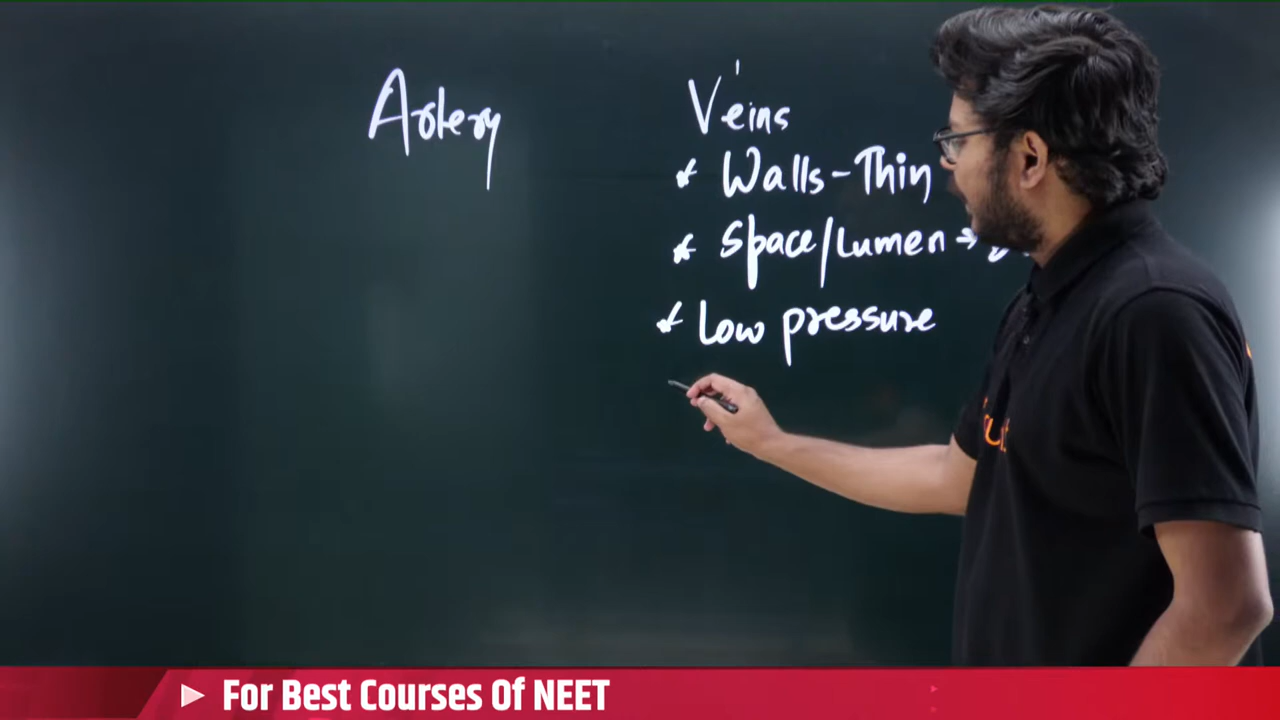 Artery
Veins
* Walls-Thin
* Space/Lumen →
* Low pressure
For Best Courses Of NEET